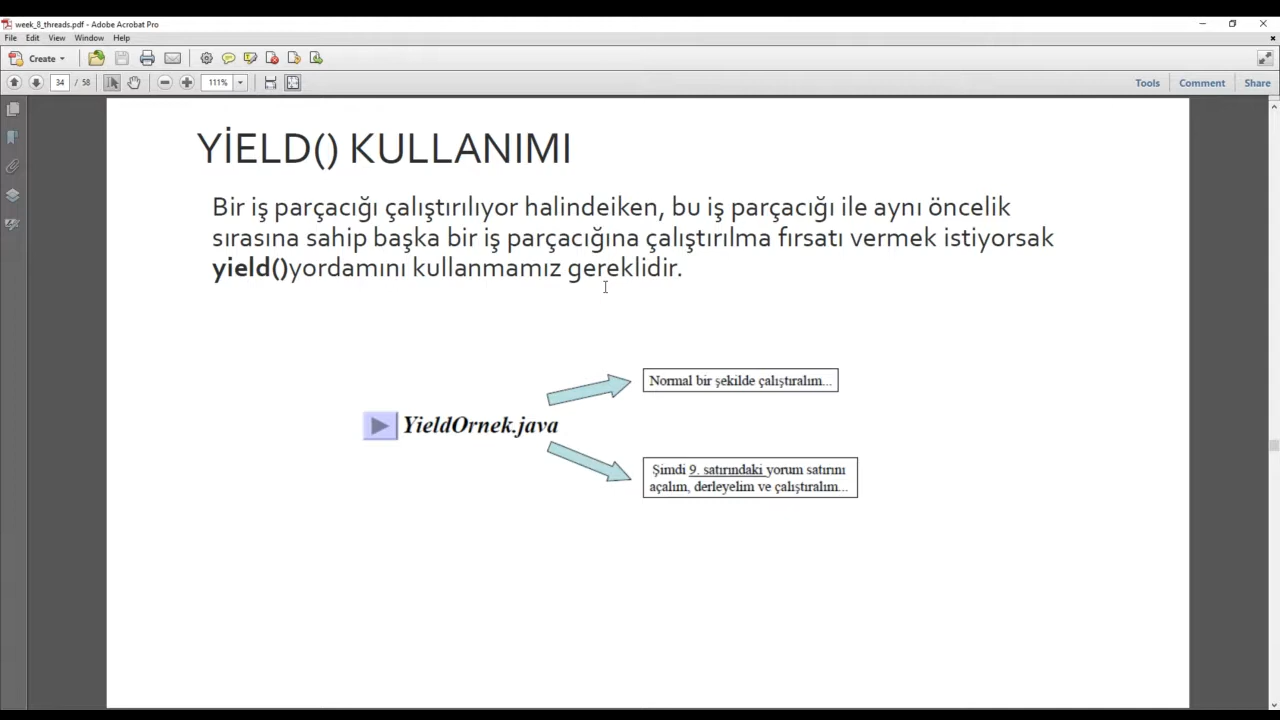 week_8_threads.pdf - Adobe Acrobat Pro
File Edit View Window Help
Create
34 / 58 111% Tools Comment Share
YİELD() KULLANIMI
Bir iş parçacığı çalıştırılıyor halindeiken, bu iş parçacığı ile aynı öncelik
sırasına sahip başka bir iş parçacığına çalıştırılma fırsatı vermek istiyorsak
yield()yordamını kullanmamız gereklidir.
Normal bir şekilde çalıştıralım...
YieldOrnek.java
Şimdi 9. satırındaki yorum satırını
açalım, derleyelim ve çalıştıralım...